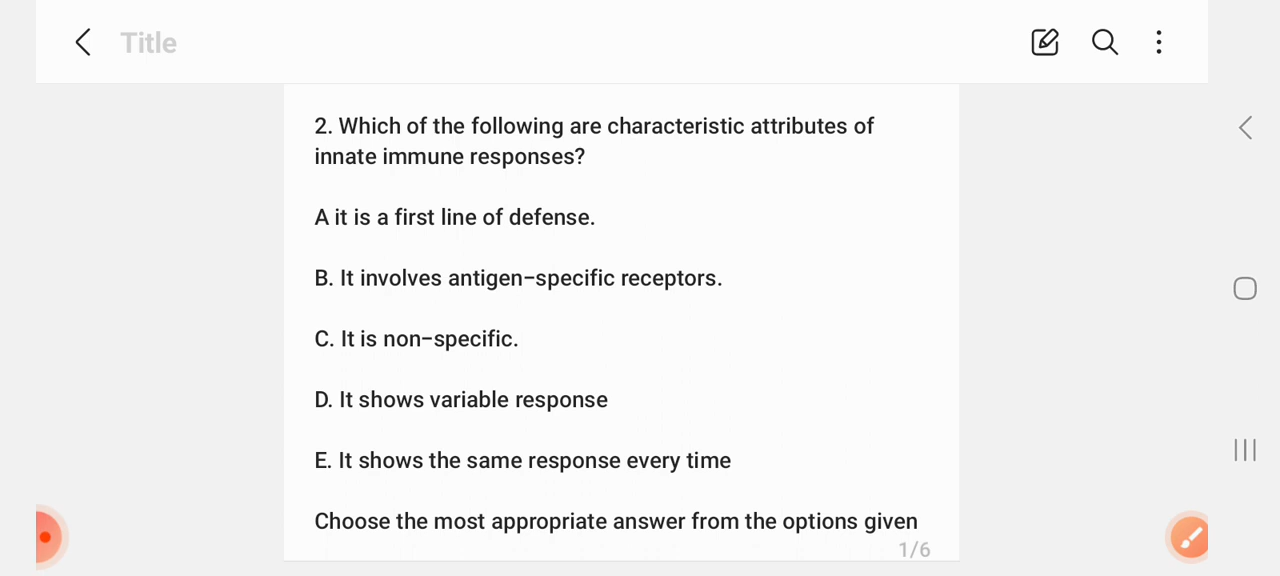 Title
2. Which of the following are characteristic attributes of
innate immune responses?
A it is a first line of defense.
B. It involves antigen-specific receptors.
C. It is non-specific.
D. It shows variable response
E. It shows the same response every time
Choose the most appropriate answer from the options given
1/6